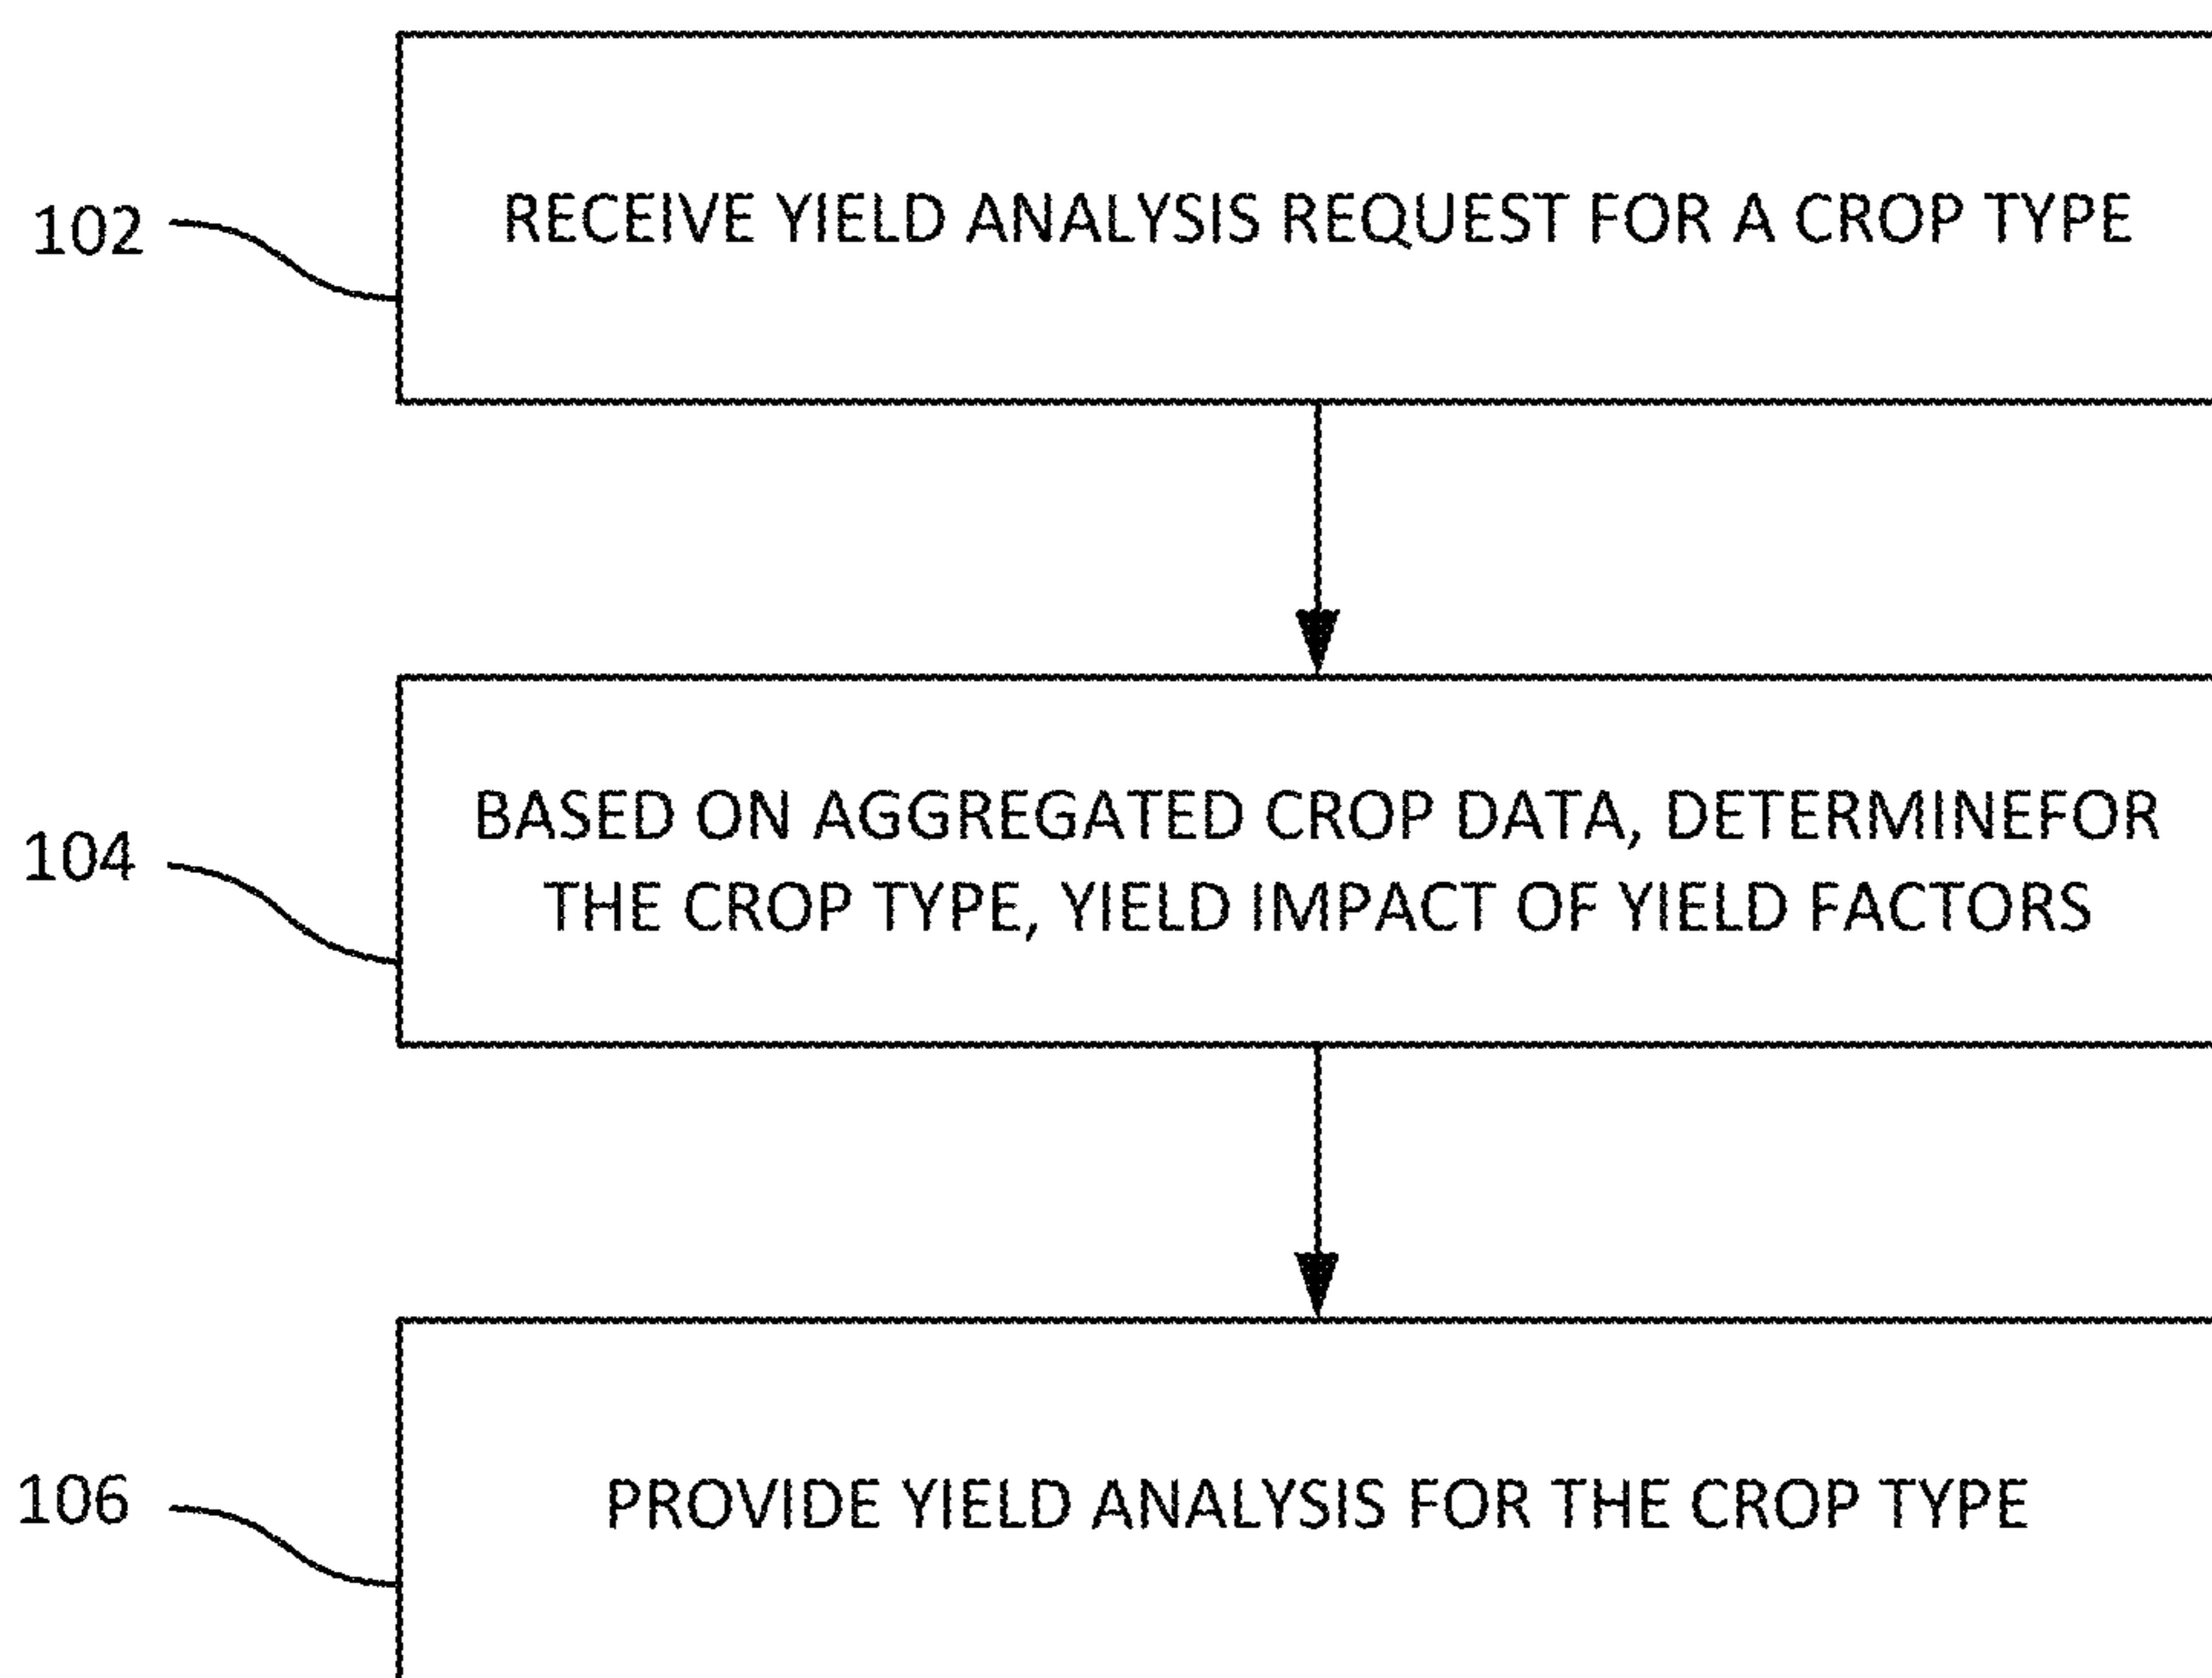 102
RECEIVE YIELD ANALYSIS REQUEST FOR A CROP TYPE
104
BASED ON AGGREGATED CROP DATA, DETERMINEFOR
THE CROP TYPE, YIELD IMPACT OF YIELD FACTORS
106
PROVIDE YIELD ANALYSIS FOR THE CROP TYPE